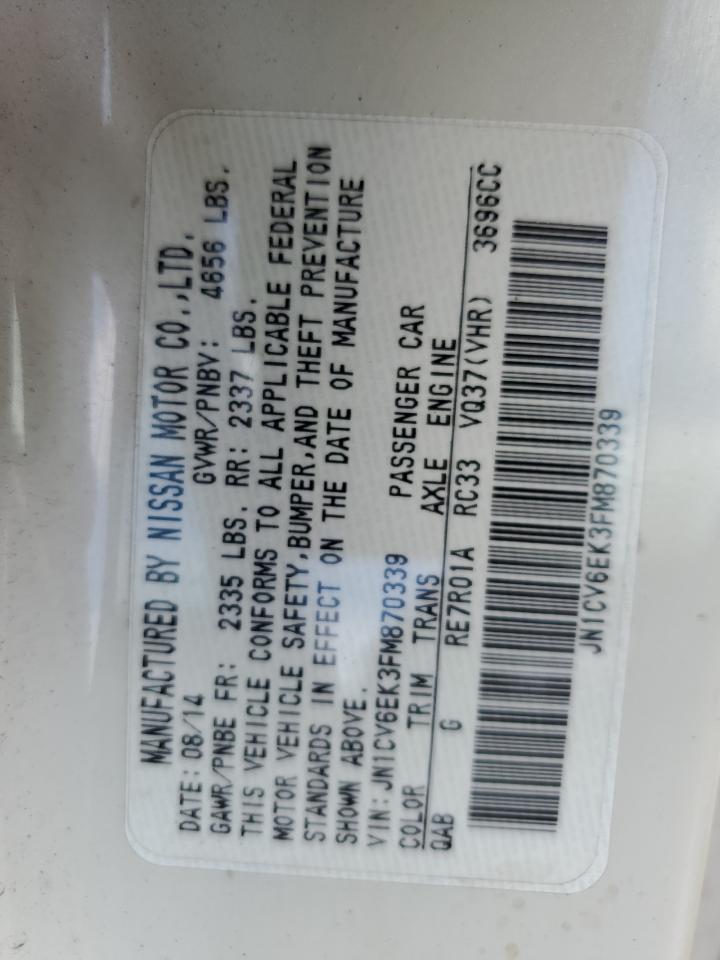 MANUFACTURED BY NISSAN MOTOR CO.,LTD.
DATE: 08/14 GVWR/PNBV: 4656 LBS.
GAWR/PNBE FR: 2335 LBS. RR: 2337 LBS.
THIS VEHICLE CONFORMS TO ALL APPLICABLE FEDERAL
MOTOR VEHICLE SAFETY,BUMPER,AND THEFT PREVENTION
STANDARDS IN EFFECT ON THE DATE OF MANUFACTURE
SHOWN ABOVE.
VIN: JN1CV6EK3FM870339 PASSENGER CAR
COLOR TRIM TRANS AXLE ENGINE
QAB G RE7R01A RC33 VQ37(VHR) 3696CC
JN1CV6EK3FM870339